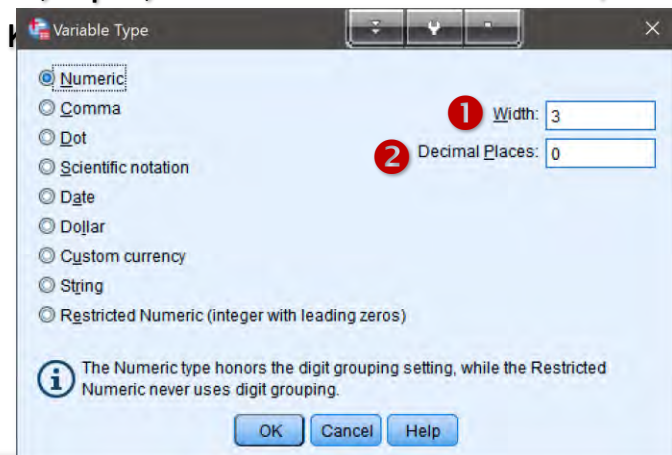 Variable Type
Numeric
Comma
Dot
Scientific notation
Date
Dollar
Custom currency
String
Restricted Numeric (integer with leading zeros)
1 Width: 3
2 Decimal Places: 0
The Numeric type honors the digit grouping setting, while the Restricted
Numeric never uses digit grouping.
OK Cancel Help